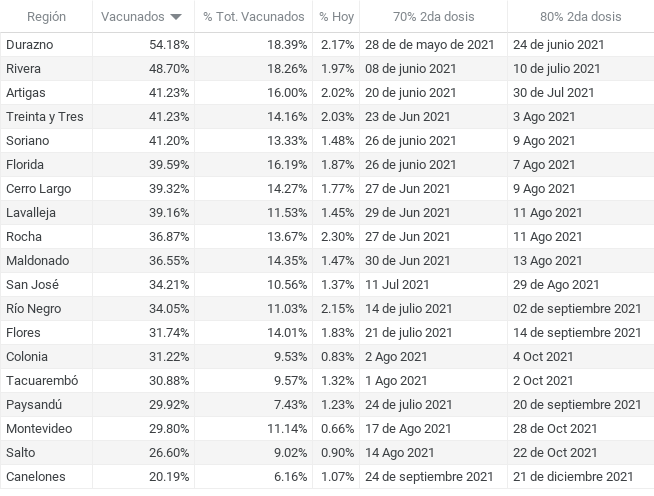 Región Vacunados % Tot. Vacunados % Hoy 70% 2da dosis 80% 2da dosis
Durazno 54.18% 18.39% 2.17% 28 de de mayo de 2021 24 de junio 2021
Rivera 48.70% 18.26% 1.97% 08 de junio 2021 10 de julio 2021
Artigas 41.23% 16.00% 2.02% 20 de junio 2021 30 de Jul 2021
Treinta y Tres 41.23% 14.16% 2.03% 23 de Jun 2021 3 Ago 2021
Soriano 41.20% 13.33% 1.48% 26 de junio 2021 9 Ago 2021
Florida 39.59% 16.19% 1.87% 26 de junio 2021 7 Ago 2021
Cerro Largo 39.32% 14.27% 1.77% 27 de Jun 2021 9 Ago 2021
Lavalleja 39.16% 11.53% 1.45% 29 de Jun 2021 11 Ago 2021
Rocha 36.87% 13.67% 2.30% 27 de Jun 2021 11 Ago 2021
Maldonado 36.55% 14.35% 1.47% 30 de Jun 2021 13 Ago 2021
San José 34.21% 10.56% 1.37% 11 Jul 2021 29 de Ago 2021
Río Negro 34.05% 11.03% 2.15% 14 de julio 2021 02 de septiembre 2021
Flores 31.74% 14.01% 1.83% 21 de julio 2021 14 de septiembre 2021
Colonia 31.22% 9.53% 0.83% 2 Ago 2021 4 Oct 2021
Tacuarembó 30.88% 9.57% 1.32% 1 Ago 2021 2 Oct 2021
Paysandú 29.92% 7.43% 1.23% 24 de julio 2021 20 de septiembre 2021
Montevideo 29.80% 11.14% 0.66% 17 de Ago 2021 28 de Oct 2021
Salto 26.60% 9.02% 0.90% 14 Ago 2021 22 de Oct 2021
Canelones 20.19% 6.16% 1.07% 24 de septiembre 2021 21 de diciembre 2021